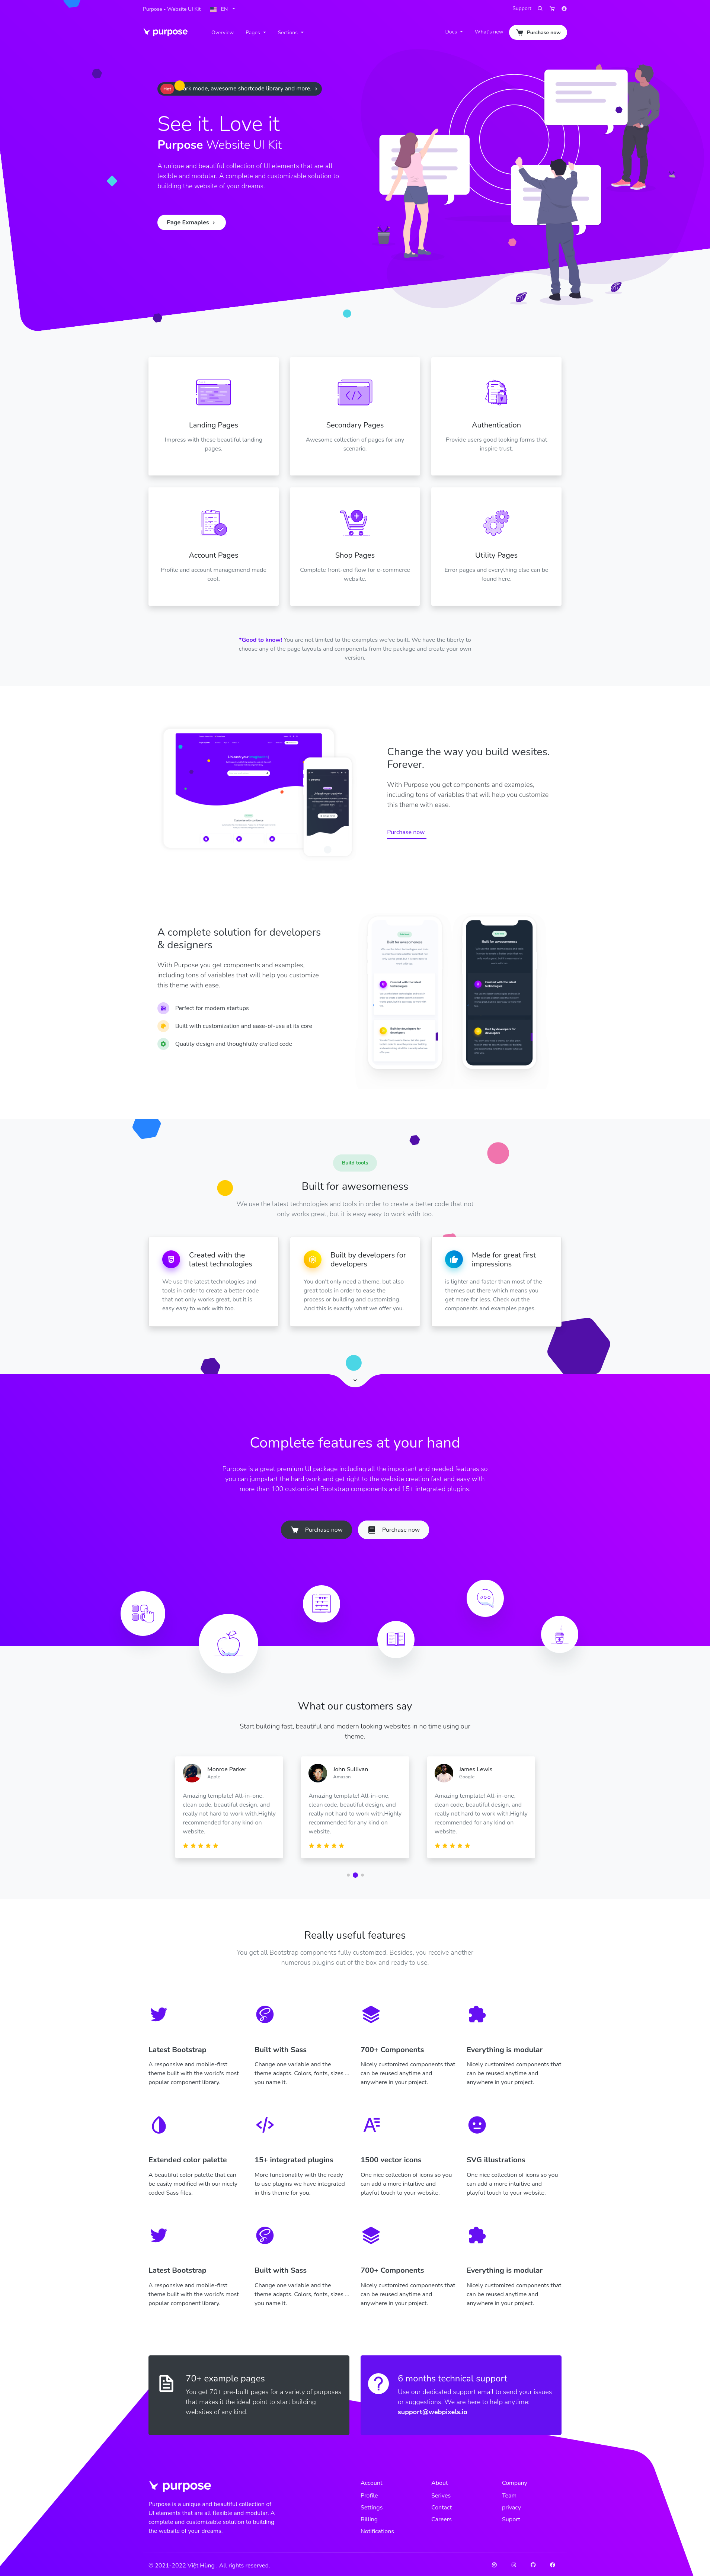 Purpose - Website UI Kit
EN
Support
purpose
Overview
Pages
Sections
Docs
What's new
Purchase now
ark mode, awesome shortcode library and more.
See it. Love it
Purpose Website UI Kit
A unique and beautiful collection of UI elements that are all
lexible and modular. A complete and customizable solution to
building the website of your dreams.
Page Exmaples
Landing Pages
Impress with these beautiful landing
pages.
Secondary Pages
Awesome collection of pages for any
scenario.
Authentication
Provide users good looking forms that
inspire trust.
Account Pages
Profile and account managemend made
cool.
Shop Pages
Complete front-end flow for e-commerce
website.
Utility Pages
Error pages and everything else can be
found here.
*Good to know! You are not limited to the examples we've built. We have the liberty to
choose any of the page layouts and components from the package and create your own
version.
Change the way you build wesites.
Forever.
With Purpose you get components and examples,
including tons of variables that will help you customize
this theme with ease.
Purchase now
A complete solution for developers
& designers
With Purpose you get components and examples,
including tons of variables that will help you customize
this theme with ease.
Perfect for modern startups
Built with customization and ease-of-use at its core
Quality design and thoughfully crafted code
Built for awesomeness
Created with the latest
technologies
Built by developers for
developers
Built for awesomeness
Created with the latest
technologies
Built by developers for
developers
Build tools
Built for awesomeness
We use the latest technologies and tools in order to create a better code that not
only works great, but it is easy easy to work with too.
Created with the
latest technologies
We use the latest technologies and
tools in order to create a better code
that not only works great, but it is
easy easy to work with too.
Built by developers for
developers
You don't only need a theme, but also
great tools in order to ease the
process or building and customizing.
And this is exactly what we offer you.
Made for great first
impressions
is lighter and faster than most of the
themes out there which means you
get more for less. Check out the
components and examples pages.
Complete features at your hand
Purpose is a great premium UI package including all the important and needed features so
you can jumpstart the hard work and get right to the website creation fast and easy with
more than 100 customized Bootstrap components and 15+ integrated plugins.
Purchase now
Purchase now
What our customers say
Start building fast, beautiful and modern looking websites in no time using our
theme.
Monroe Parker
Apple
Amazing template! All-in-one,
clean code, beautiful design, and
really not hard to work with.Highly
recommended for any kind on
website.
John Sullivan
Amazon
Amazing template! All-in-one,
clean code, beautiful design, and
really not hard to work with.Highly
recommended for any kind on
website.
James Lewis
Google
Amazing template! All-in-one,
clean code, beautiful design, and
really not hard to work with.Highly
recommended for any kind on
website.
Really useful features
You get all Bootstrap components fully customized. Besides, you receive another
numerous plugins out of the box and ready to use.
Latest Bootstrap
A responsive and mobile-first
theme built with the world's most
popular component library.
Built with Sass
Change one variable and the
theme adapts. Colors, fonts, sizes ...
you name it.
700+ Components
Nicely customized components that
can be reused anytime and
anywhere in your project.
Everything is modular
Nicely customized components that
can be reused anytime and
anywhere in your project.
Extended color palette
A beautiful color palette that can
be easily modified with our nicely
coded Sass files.
15+ integrated plugins
More functionality with the ready
to use plugins we have integrated
in this theme for you.
1500 vector icons
One nice collection of icons so you
can add a more intuitive and
playful touch to your website.
SVG illustrations
One nice collection of icons so you
can add a more intuitive and
playful touch to your website.
Latest Bootstrap
A responsive and mobile-first
theme built with the world's most
popular component library.
Built with Sass
Change one variable and the
theme adapts. Colors, fonts, sizes ...
you name it.
700+ Components
Nicely customized components that
can be reused anytime and
anywhere in your project.
Everything is modular
Nicely customized components that
can be reused anytime and
anywhere in your project.
70+ example pages
You get 70+ pre-built pages for a variety of purposes
that makes it the ideal point to start building
websites of any kind.
6 months technical support
Use our dedicated support email to send your issues
or suggestions. We are here to help anytime:
support@webpixels.io
purpose
Purpose is a unique and beautiful collection of
UI elements that are all flexible and modular. A
complete and customizable solution to building
the website of your dreams.
Account
Profile
Settings
Billing
Notifications
About
Serives
Contact
Careers
Company
Team
privacy
Suport
© 2021-2022 Việt Hùng . All rights reserved.